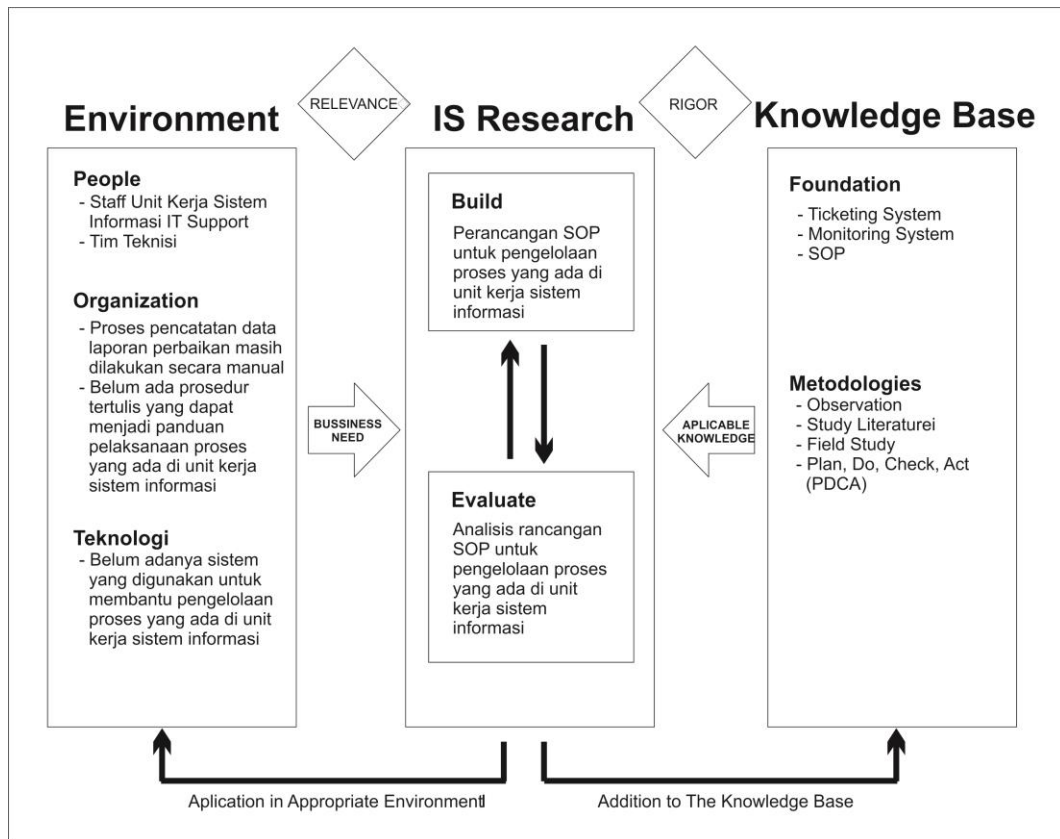 RELEVANCE
RIGOR
Environment
IS Research
Knowledge Base
People
- Staff Unit Kerja Sistem
Informasi IT Support
- Tim Teknisi
Organization
- Proses pencatatan data
laporan perbaikan masih
dilakukan secara manual
- Belum ada prosedur
tertulis yang dapat
menjadi panduan
pelaksanaan proses
yang ada di unit kerja
sistem informasi
Teknologi
- Belum adanya sistem
yang digunakan untuk
membantu pengelolaan
proses yang ada di unit
kerja sistem informasi
BUSSINESS
NEED
Build
Perancangan SOP
untuk pengelolaan
proses yang ada di
unit kerja sistem
informasi
Evaluate
Analisis rancangan
SOP untuk
pengelolaan proses
yang ada di unit
kerja sistem
informasi
APLICABLE
KNOWLEDGE
Foundation
- Ticketing System
- Monitoring System
- SOP
Metodologies
- Observation
- Study Literaturei
- Field Study
- Plan, Do, Check, Act
(PDCA)
Aplication in Appropriate Environmentl
Addition to The Knowledge Base